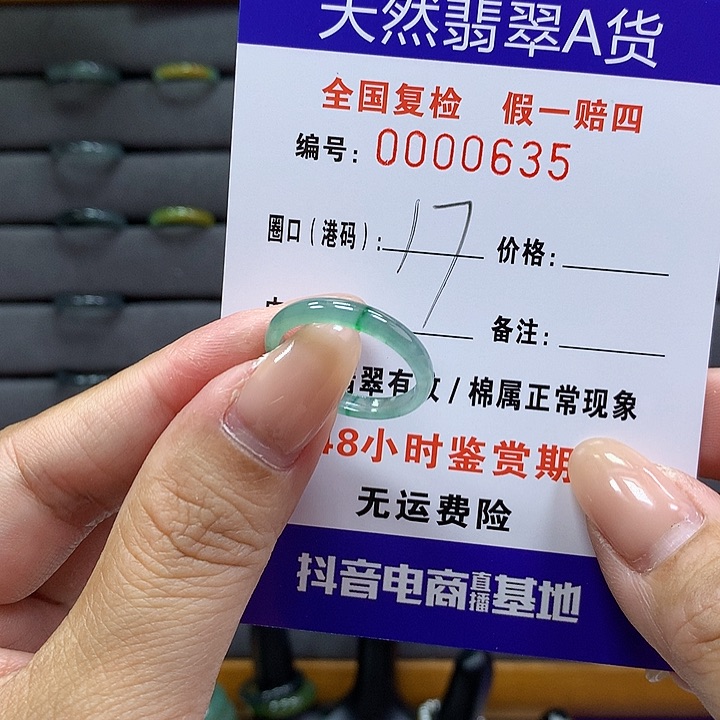 天然翡翠A货
全国复检 假一赔四
编号: 0000635
圈口(港码): 17 价格:
备注:
翠有 / 棉属正常现象
48小时鉴赏期
无运费险
抖音电商直播基地